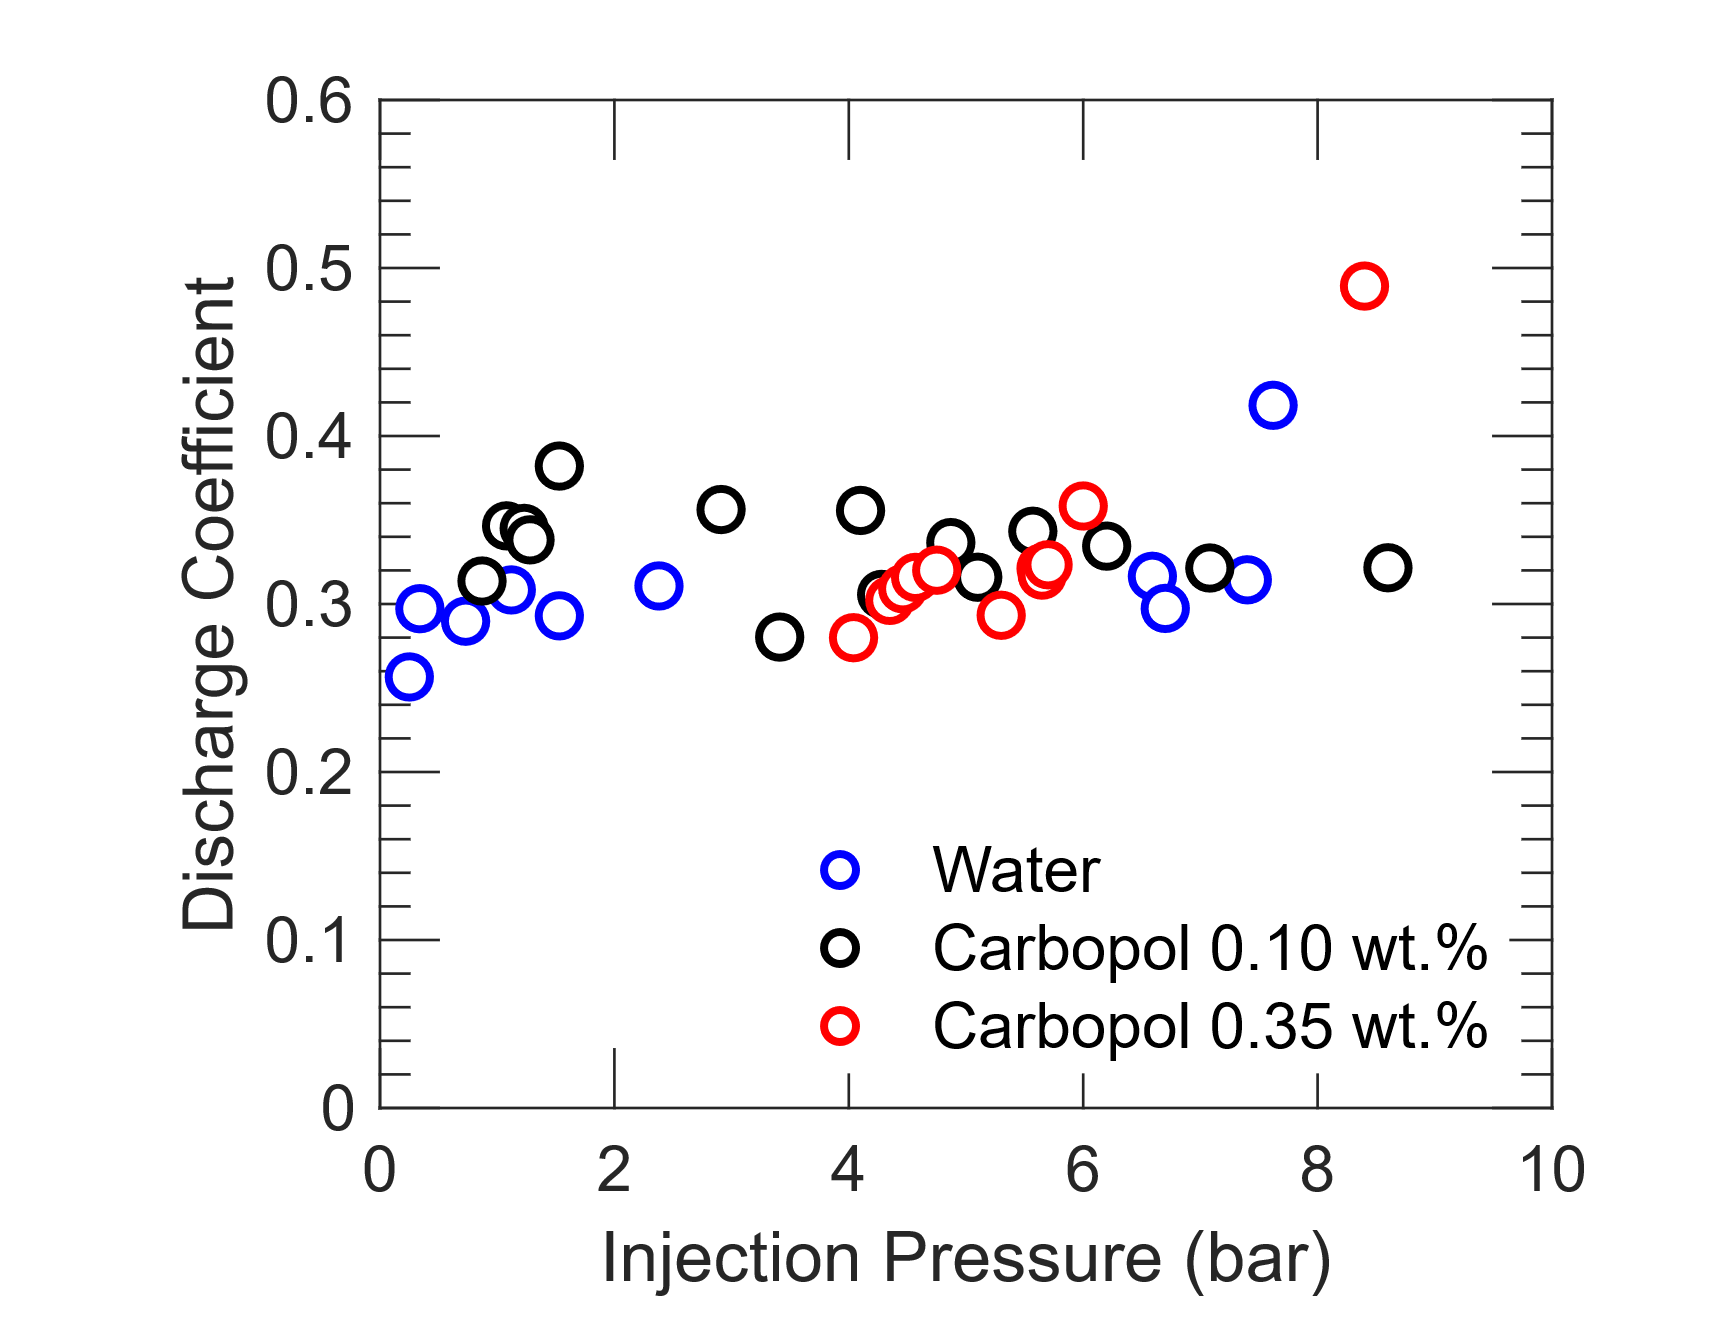 0.6
0.5
0.4
0.3
0.2
0.1
0
Discharge Coefficient
Water
Carbopol 0.10 wt.%
Carbopol 0.35 wt.%
0 2 4 6 8 10
Injection Pressure (bar)